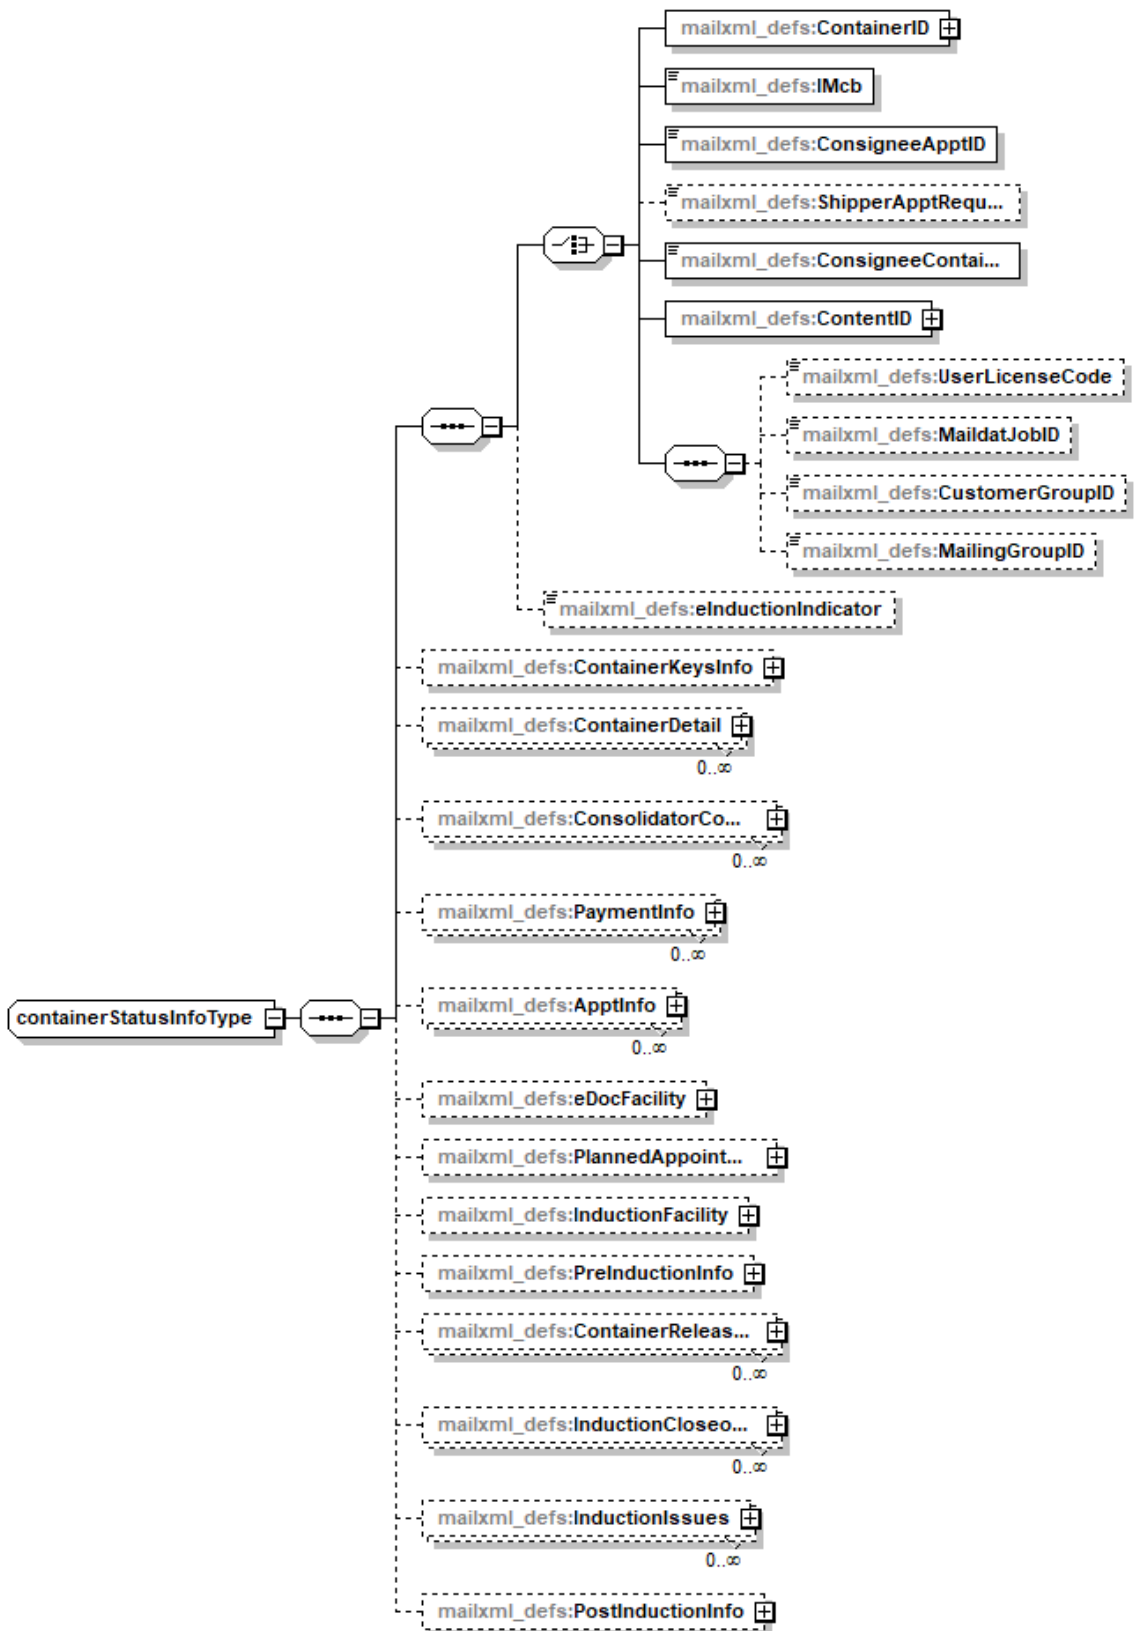 mailxml_defs:ContainerID
mailxml_defs:IMcb
mailxml_defs:ConsigneeApptID
mailxml_defs:ShipperApptRequ...
mailxml_defs:ConsigneeContai...
mailxml_defs:ContentID
mailxml_defs:UserLicenseCode
mailxml_defs:MaildatJobID
mailxml_defs:CustomerGroupID
mailxml_defs:MailingGroupID
mailxml_defs:eInductionIndicator
mailxml_defs:ContainerKeysInfo
mailxml_defs:ContainerDetail
0..∞
mailxml_defs:ConsolidatorCo...
0..∞
mailxml_defs:PaymentInfo
0..∞
mailxml_defs:ApptInfo
0..∞
containerStatusInfoType
mailxml_defs:eDocFacility
mailxml_defs:PlannedAppoint...
mailxml_defs:InductionFacility
mailxml_defs:PreInductionInfo
mailxml_defs:ContainerReleas...
0..∞
mailxml_defs:InductionCloseo...
0..∞
mailxml_defs:InductionIssues
0..∞
mailxml_defs:PostInductionInfo